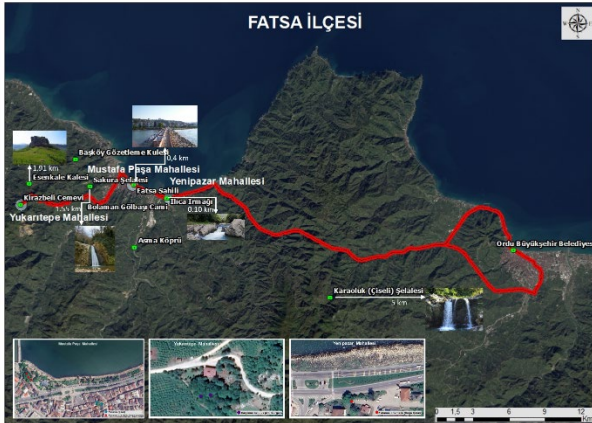 FATSA İLÇESİ
N
W
E
S
Başköy Gözetleme Kulesi
0,4 km
1,91 km
Mustafa Paşa Mahallesi
Esenkale Kalesi
Sakura Şelalesi
Yenipazar Mahallesi
Fatsa Sahili
Kirazbeli Cemevi
Ilıca Irmağı
0.10 km
Bolaman Gölbaşı Cami
Yukarıtepe Mahallesi
Asma Köprü
Ordu Büyükşehir Belediyesi
Karaoluk (Çiseli) Şelalesi
5 km
Mustafa Paşa Mahallesi
Yukarıtepe Mahallesi
Yenipazar Mahallesi
0 1,5 3 6 9 12
Km